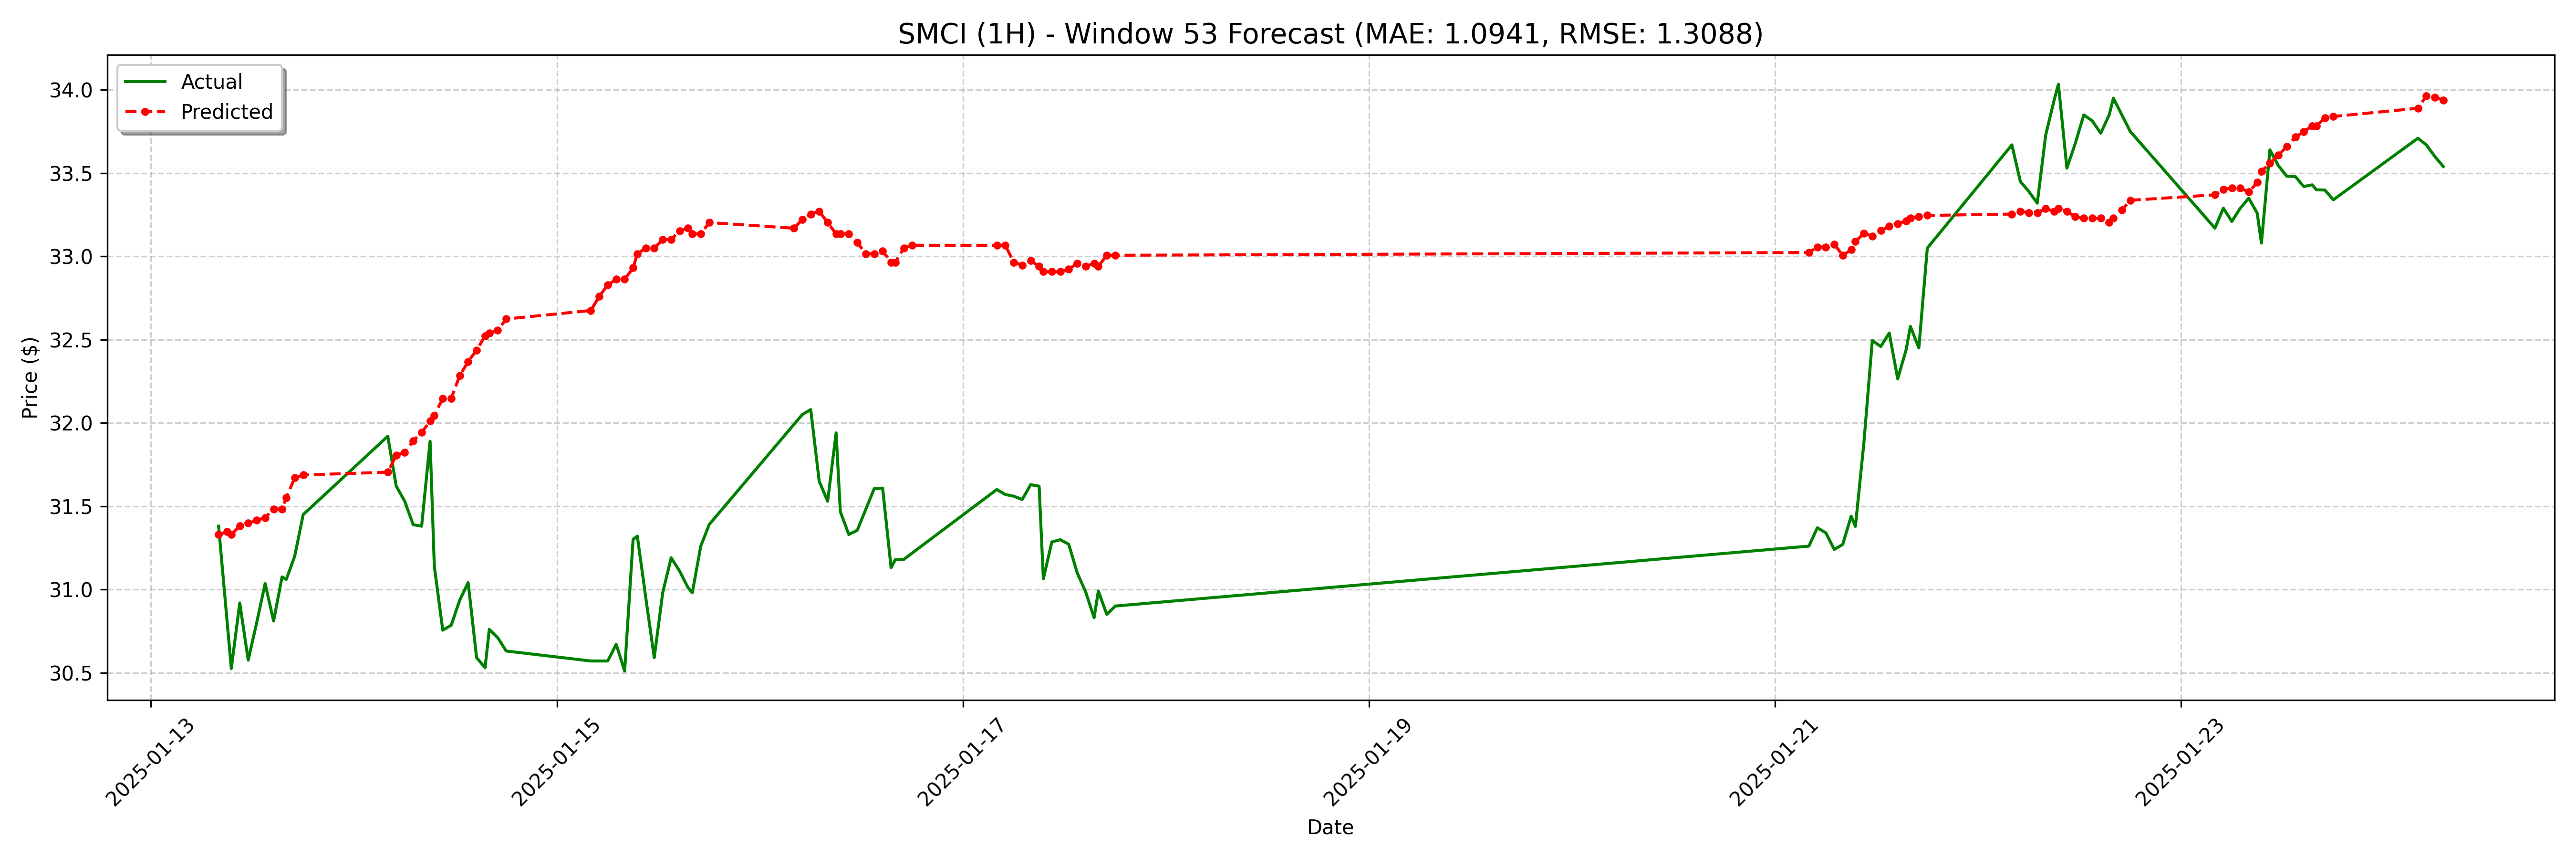 SMCI (1H) - Window 53 Forecast (MAE: 1.0941, RMSE: 1.3088)
Actual
Predicted
Price ($)
34.0
33.5
33.0
32.5
32.0
31.5
31.0
30.5
2025-01-13
2025-01-15
2025-01-17
2025-01-19
2025-01-21
2025-01-23
Date